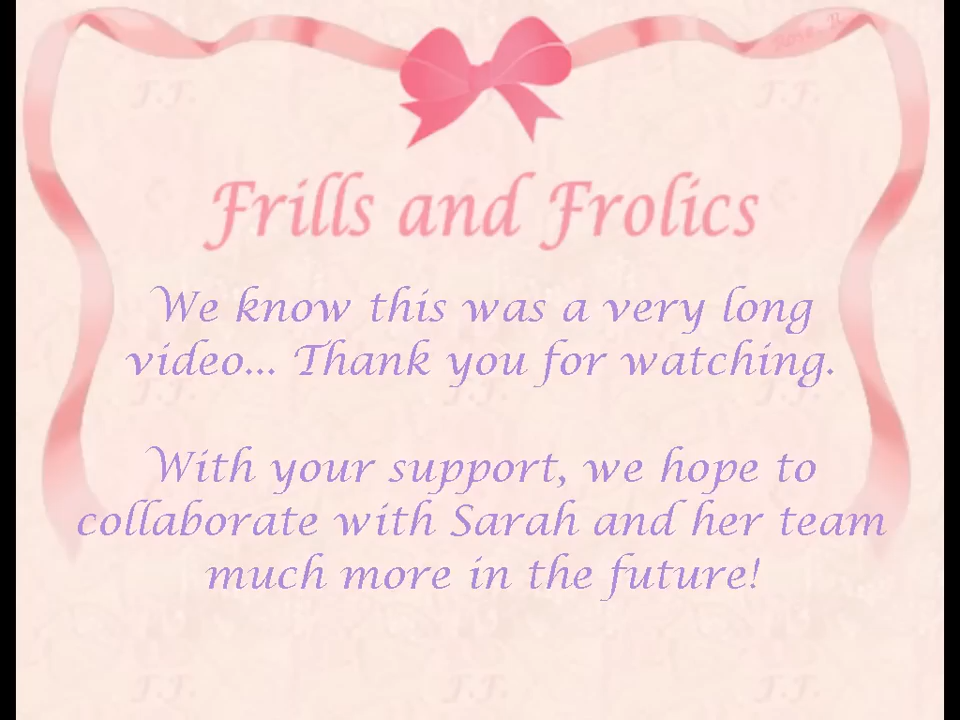 Rose R.
F.F. F.F.
Frills and Frolics
We know this was a very long
video... Thank you for watching.
F.F. F.F. F.F.
With your support, we hope to
collaborate with Sarah and her team
much more in the future!
F.F. F.F. F.F.